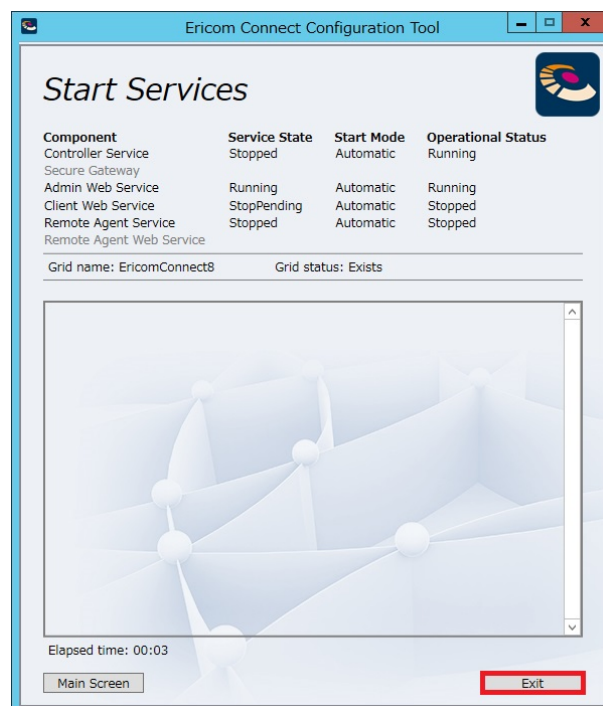 Ericom Connect Configuration Tool
Start Services
Component Service State Start Mode Operational Status
Controller Service Stopped Automatic Running
Secure Gateway
Admin Web Service Running Automatic Running
Client Web Service StopPending Automatic Stopped
Remote Agent Service Stopped Automatic Stopped
Remote Agent Web Service
Grid name: EricomConnect8 Grid status: Exists
Elapsed time: 00:03
Main Screen Exit